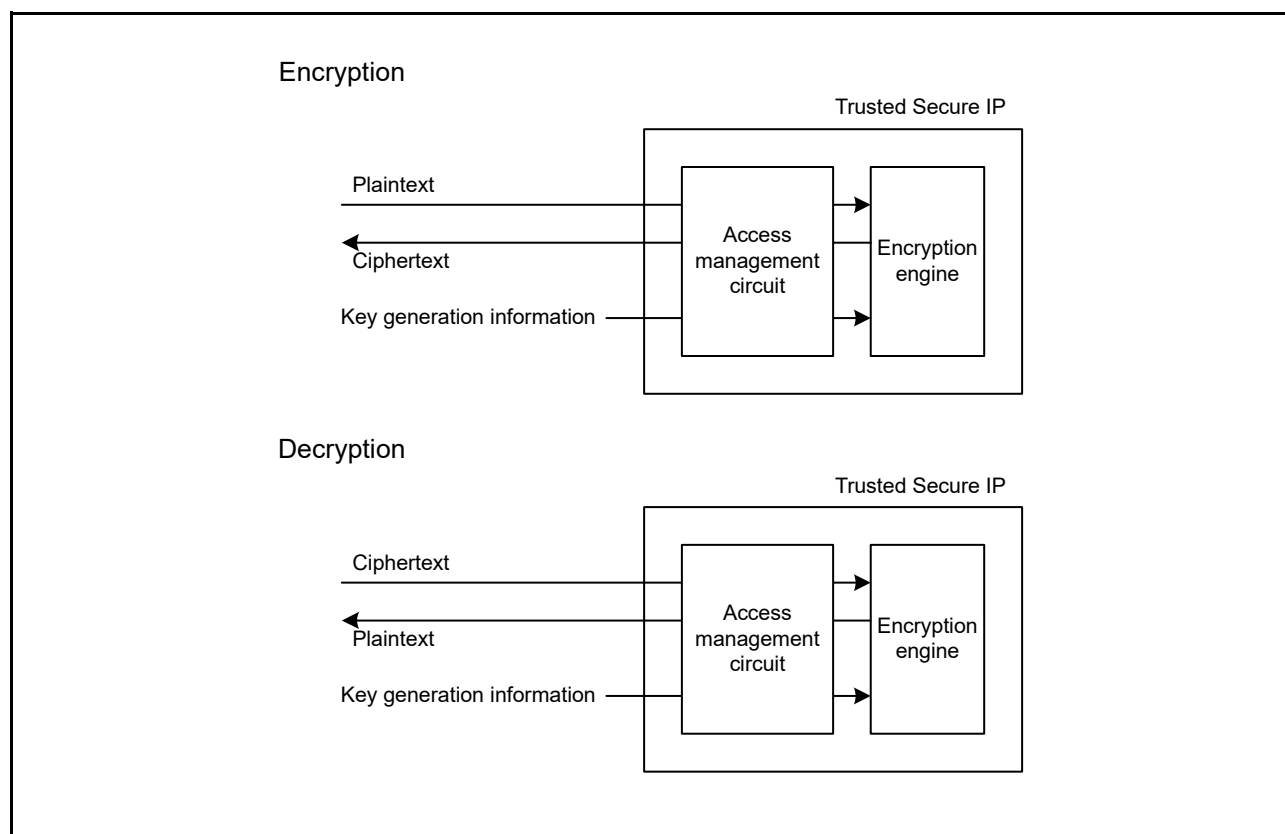 Encryption
Trusted Secure IP
Plaintext
Ciphertext
Key generation information
Access
management
circuit
Encryption
engine
Decryption
Trusted Secure IP
Ciphertext
Plaintext
Key generation information
Access
management
circuit
Encryption
engine